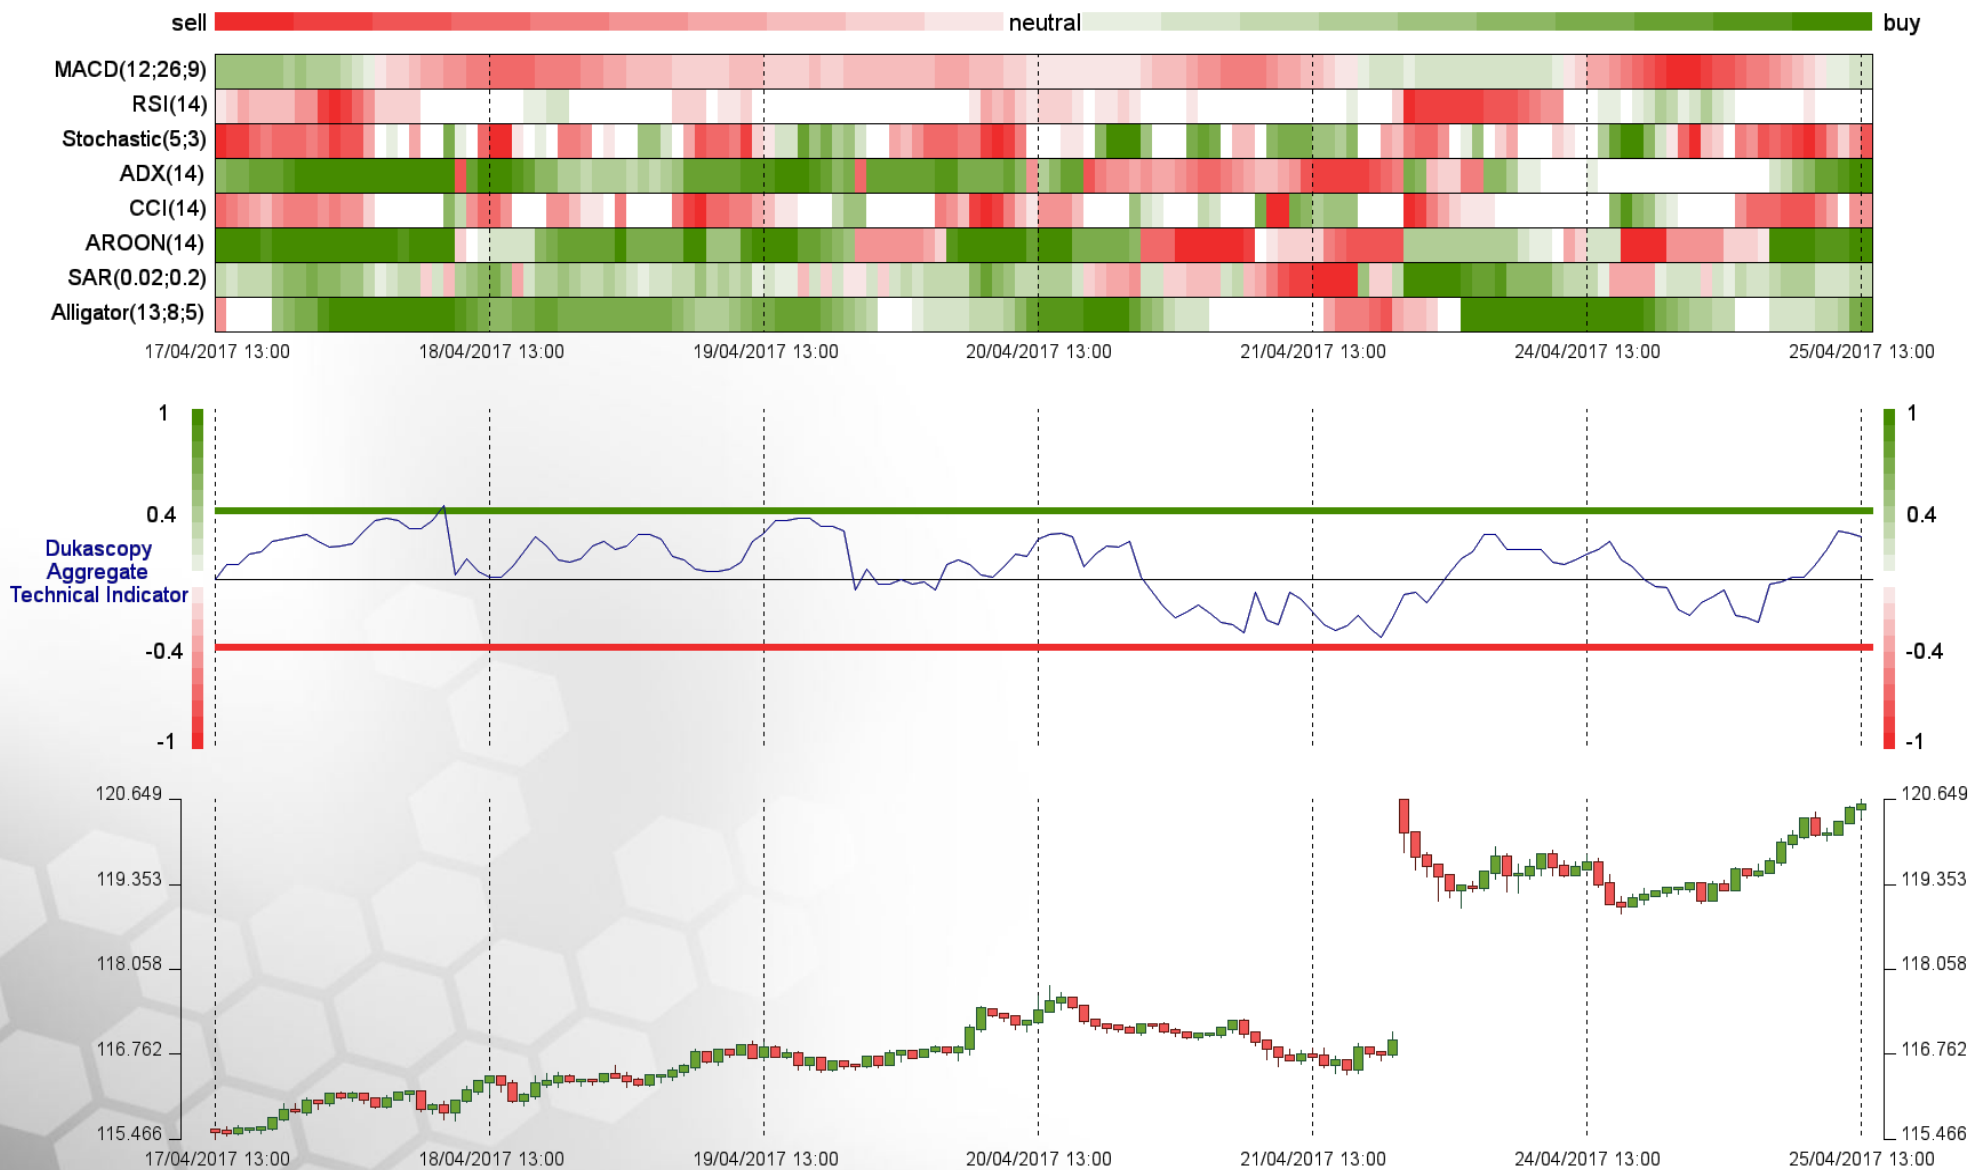 sell neutral buy
MACD(12;26;9)
RSI(14)
Stochastic(5;3)
ADX(14)
CCI(14)
AROON(14)
SAR(0.02;0.2)
Alligator(13;8;5)
17/04/2017 13:00 18/04/2017 13:00 19/04/2017 13:00 20/04/2017 13:00 21/04/2017 13:00 24/04/2017 13:00 25/04/2017 13:00
1 1
0.4 0.4
Dukascopy
Aggregate
Technical Indicator
-0.4 -0.4
-1 -1
120.649 120.649
119.353 119.353
118.058 118.058
116.762 116.762
115.466 115.466
17/04/2017 13:00 18/04/2017 13:00 19/04/2017 13:00 20/04/2017 13:00 21/04/2017 13:00 24/04/2017 13:00 25/04/2017 13:00